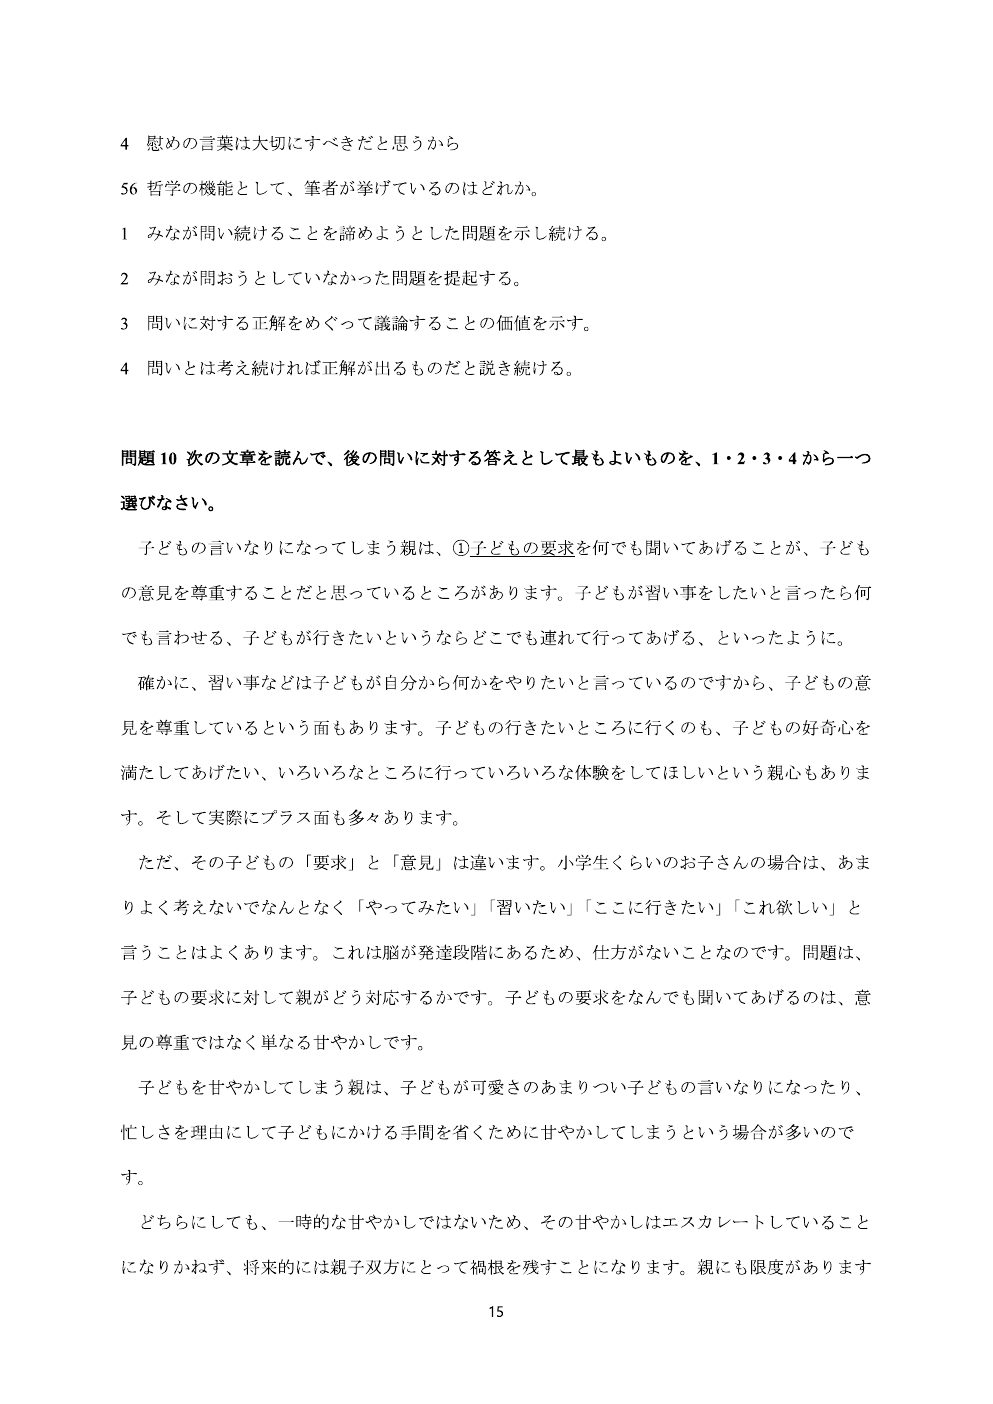 4 慰めの言葉は大切にすべきだと思うから
56 哲学の機能として、筆者が挙げているのはどれか。
1 みなが問い続けることを諦めようとした問題を示し続ける。
2 みなが問おうとしていなかった問題を提起する。
3 問いに対する正解をめぐって議論することの価値を示す。
4 問いとは考え続ければ正解が出るものだと説き続ける。
問題 10 次の文章を読んで、後の問いに対する答えとして最もよいものを、1・2・3・4 から一つ
選びなさい。
子どもの言いなりになってしまう親は、①子どもの要求を何でも聞いてあげることが、子ども
の意見を尊重することだと思っているところがあります。子どもが習い事をしたいと言ったら何
でも言わせる、子どもが行きたいというならどこでも連れて行ってあげる、といったように。
確かに、習い事などは子どもが自分から何かをやりたいと言っているのですから、子どもの意
見を尊重しているという面もあります。子どもの行きたいところに行くのも、子どもの好奇心を
満たしてあげたい、いろいろなところに行っていろいろな体験をしてほしいという親心もありま
す。そして実際にプラス面も多々あります。
ただ、その子どもの「要求」と「意見」は違います。小学生くらいのお子さんの場合は、あま
りよく考えないでなんとなく「やってみたい」「習いたい」「ここに行きたい」「これ欲しい」と
言うことはよくあります。これは脳が発達段階にあるため、仕方がないことなのです。問題は、
子どもの要求に対して親がどう対応するかです。子どもの要求をなんでも聞いてあげるのは、意
見の尊重ではなく単なる甘やかしです。
子どもを甘やかしてしまう親は、子どもが可愛さのあまりつい子どもの言いなりになったり、
忙しさを理由にして子どもにかける手間を省くために甘やかしてしまうという場合が多いので
す。
どちらにしても、一時的な甘やかしではないため、その甘やかしはエスカレートしていること
になりかねず、将来的には親子双方にとって禍根を残すことになります。親にも限度があります
15